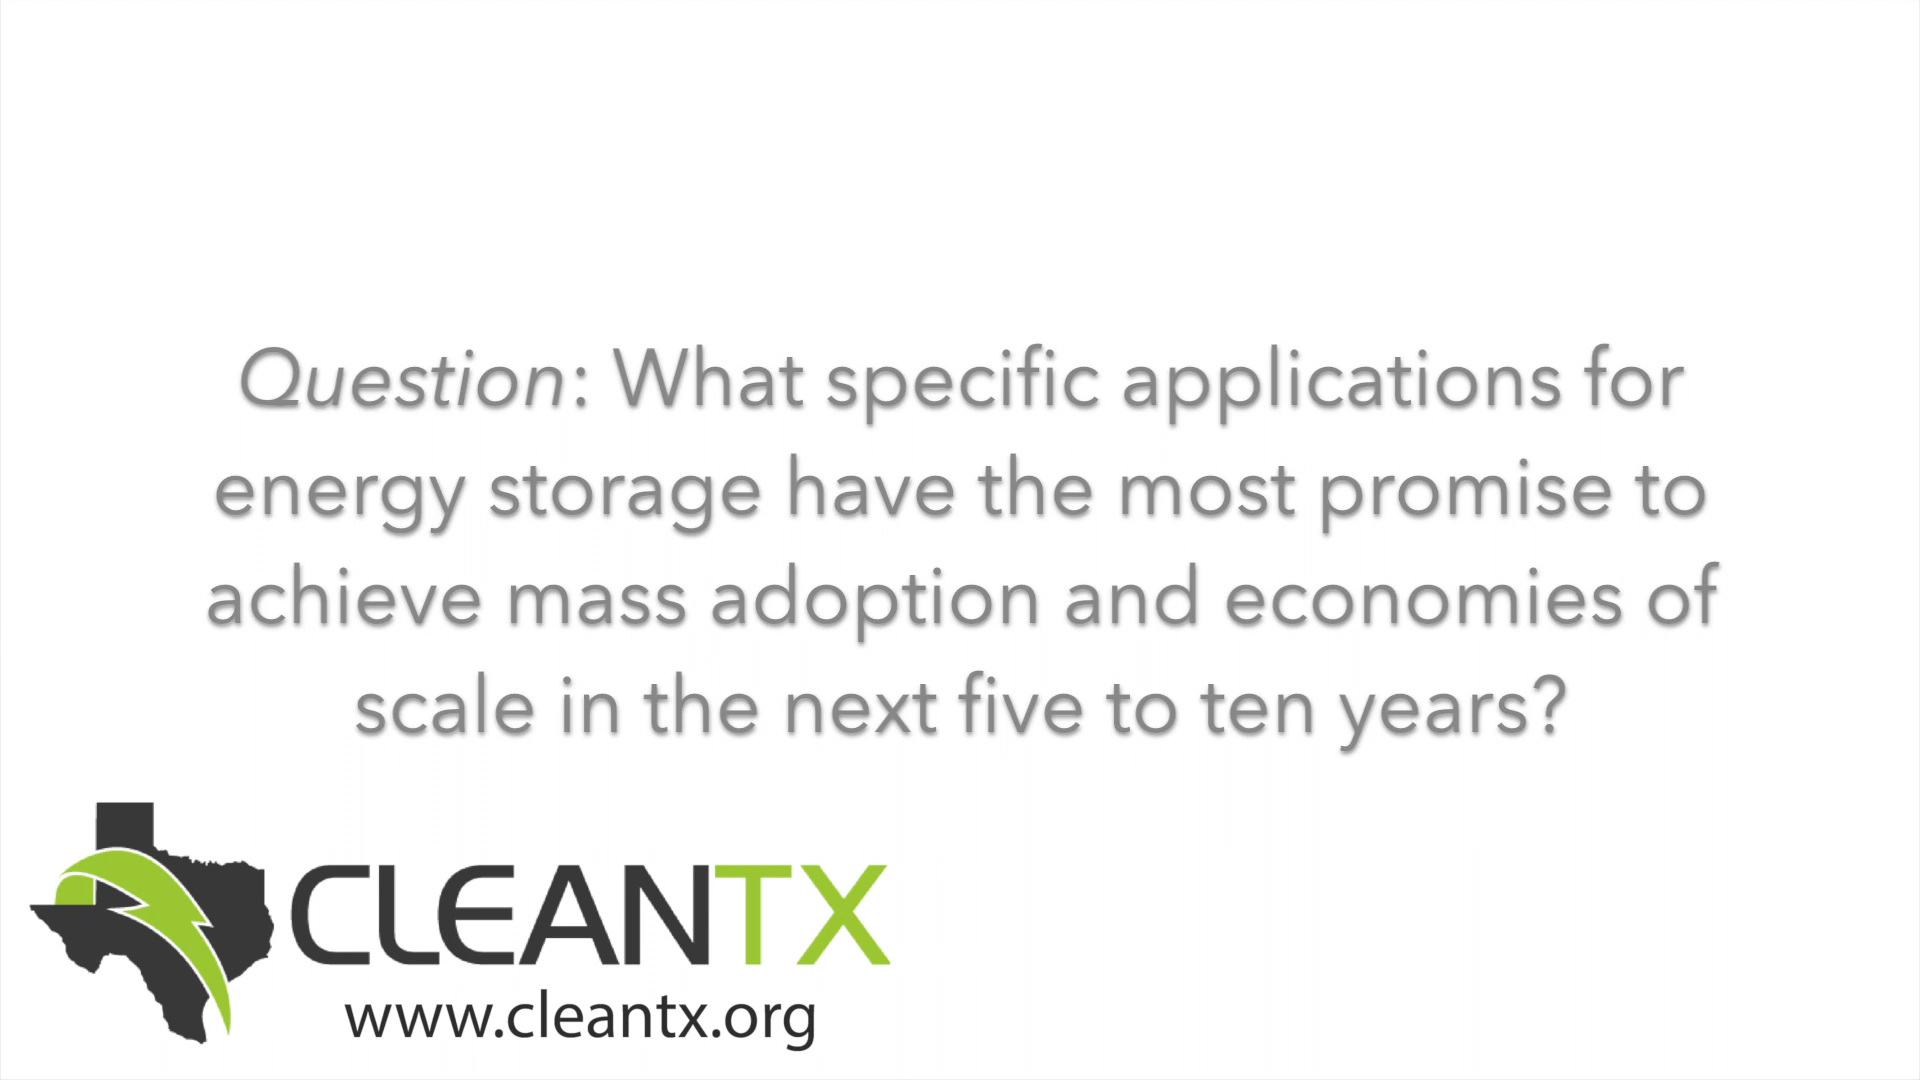 Question: What specific applications for
energy storage have the most promise to
achieve mass adoption and economies of
scale in the next five to ten years?
CLEANTX
www.cleantx.org